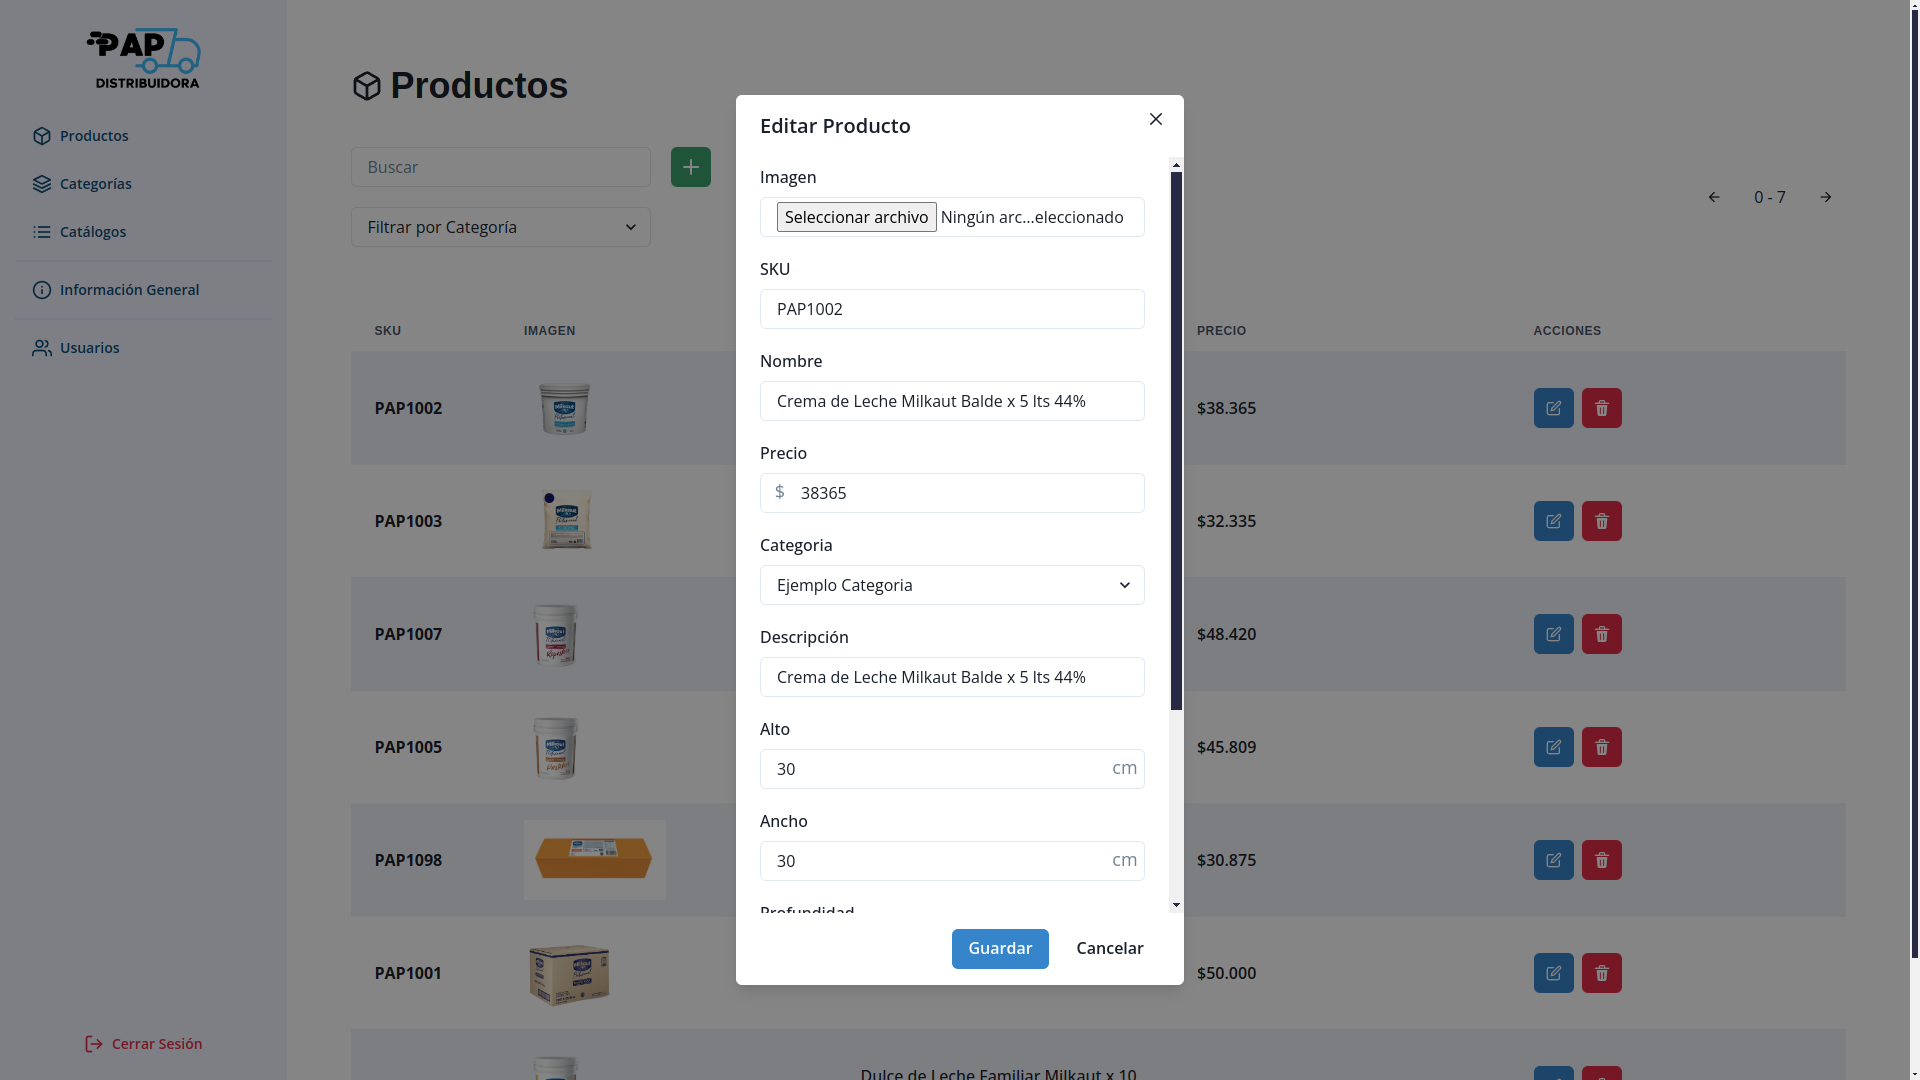 PAP
DISTRIBUIDORA
Productos
Categorías
Catálogos
Información General
Usuarios
Cerrar Sesión
Productos
Buscar
Filtrar por Categoría
0 - 7
SKU
IMAGEN
PRECIO
ACCIONES
PAP1002
$38.365
PAP1003
$32.335
PAP1007
$48.420
PAP1005
$45.809
PAP1098
$30.875
PAP1001
$50.000
Dulce de Leche Familiar Milkaut x 10
Editar Producto
Imagen
Seleccionar archivo Ningún arc...eleccionado
SKU
PAP1002
Nombre
Crema de Leche Milkaut Balde x 5 lts 44%
Precio
$ 38365
Categoria
Ejemplo Categoria
Descripción
Crema de Leche Milkaut Balde x 5 lts 44%
Alto
30 cm
Ancho
30 cm
Profundidad
Guardar
Cancelar